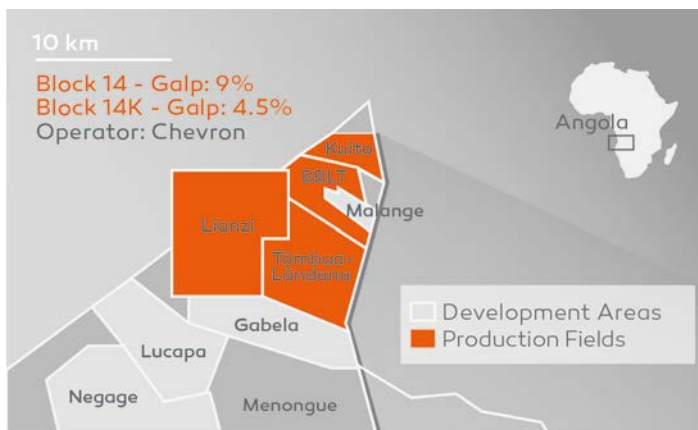 10 km
Block 14 - Galp: 9%
Block 14K - Galp: 4.5%
Operator: Chevron
Angola
Kuito
BBLT
Malange
Lianzi
Tômbua-
Lândana
Gabela
Lucapa
Negage
Menongue
Development Areas
Production Fields